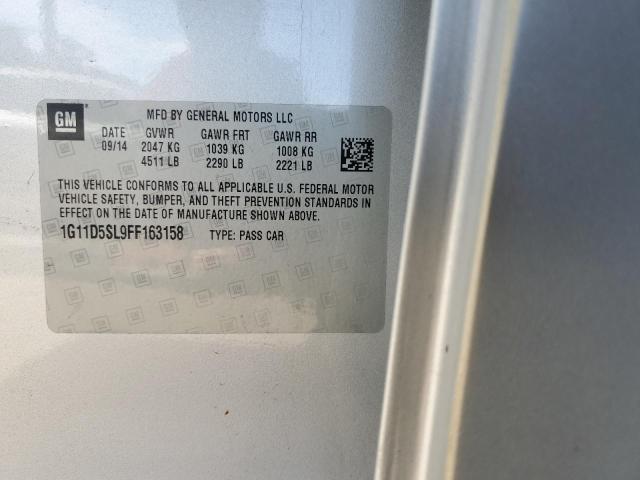 GM
MFD BY GENERAL MOTORS LLC
DATE GVWR GAWR FRT GAWR RR
09/14 2047 KG 1039 KG 1008 KG
4511 LB 2290 LB 2221 LB
THIS VEHICLE CONFORMS TO ALL APPLICABLE U.S. FEDERAL MOTOR
VEHICLE SAFETY, BUMPER, AND THEFT PREVENTION STANDARDS
IN EFFECT ON THE DATE OF MANUFACTURE SHOWN ABOVE.
1G11D5SL9FF163158 TYPE: PASS CAR